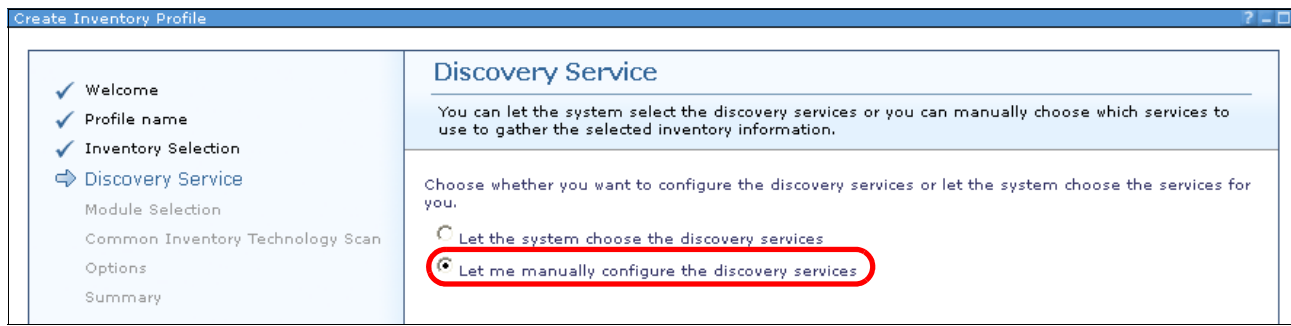 Create Inventory Profile
?
Welcome
Profile name
Inventory Selection
Discovery Service
Module Selection
Common Inventory Technology Scan
Options
Summary
Discovery Service
You can let the system select the discovery services or you can manually choose which services to
use to gather the selected inventory information.
Choose whether you want to configure the discovery services or let the system choose the services for
you.
Let the system choose the discovery services
Let me manually configure the discovery services